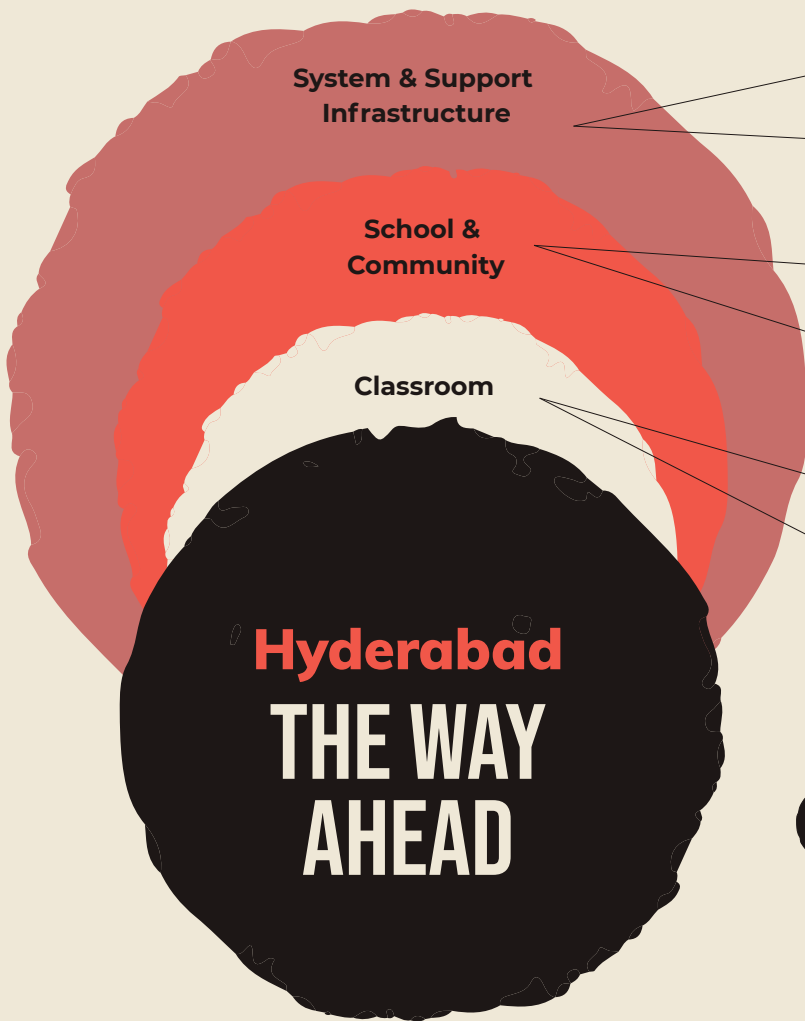 System & Support
Infrastructure
School &
Community
Classroom
Hyderabad
THE WAY
AHEAD